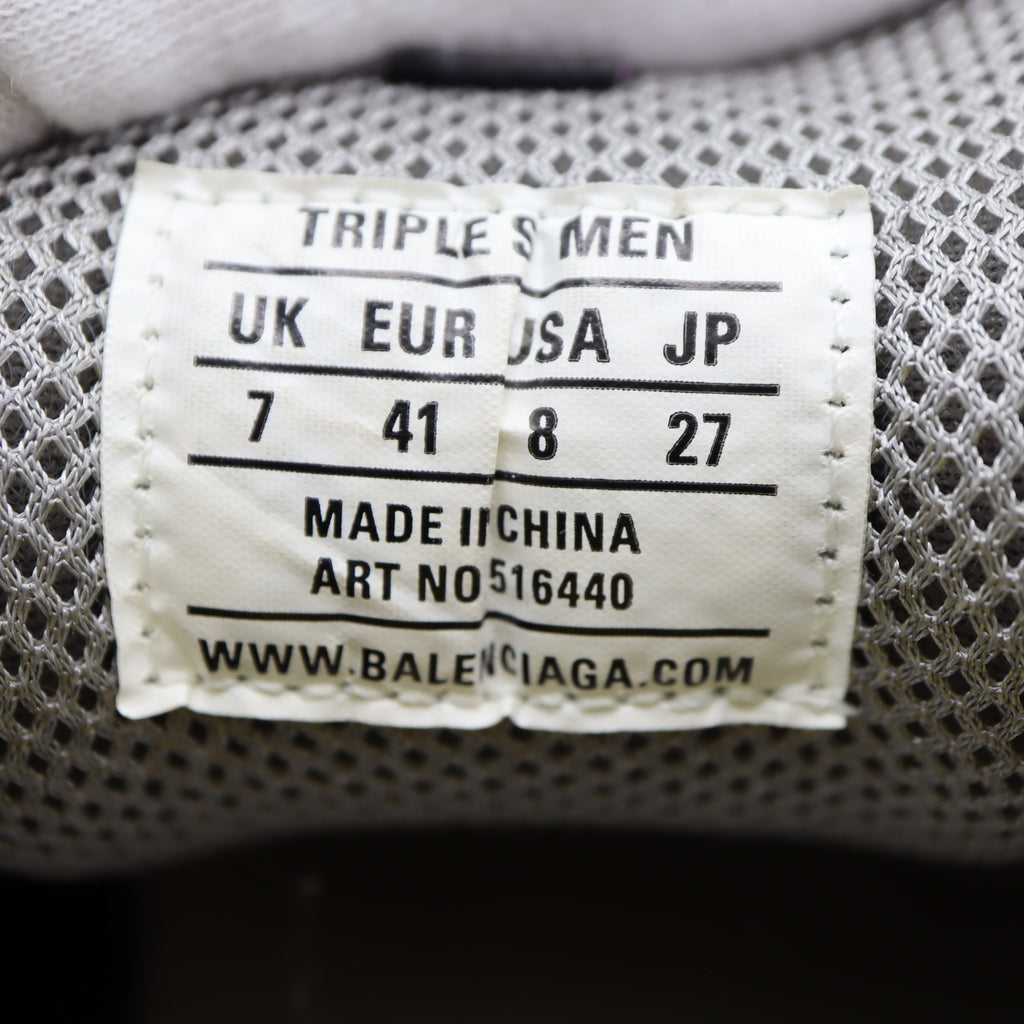 TRIPLE S MEN
UK EUR USA JP
7 41 8 27
MADE IN CHINA
ART NO 516440
WWW.BALENCIAGA.COM